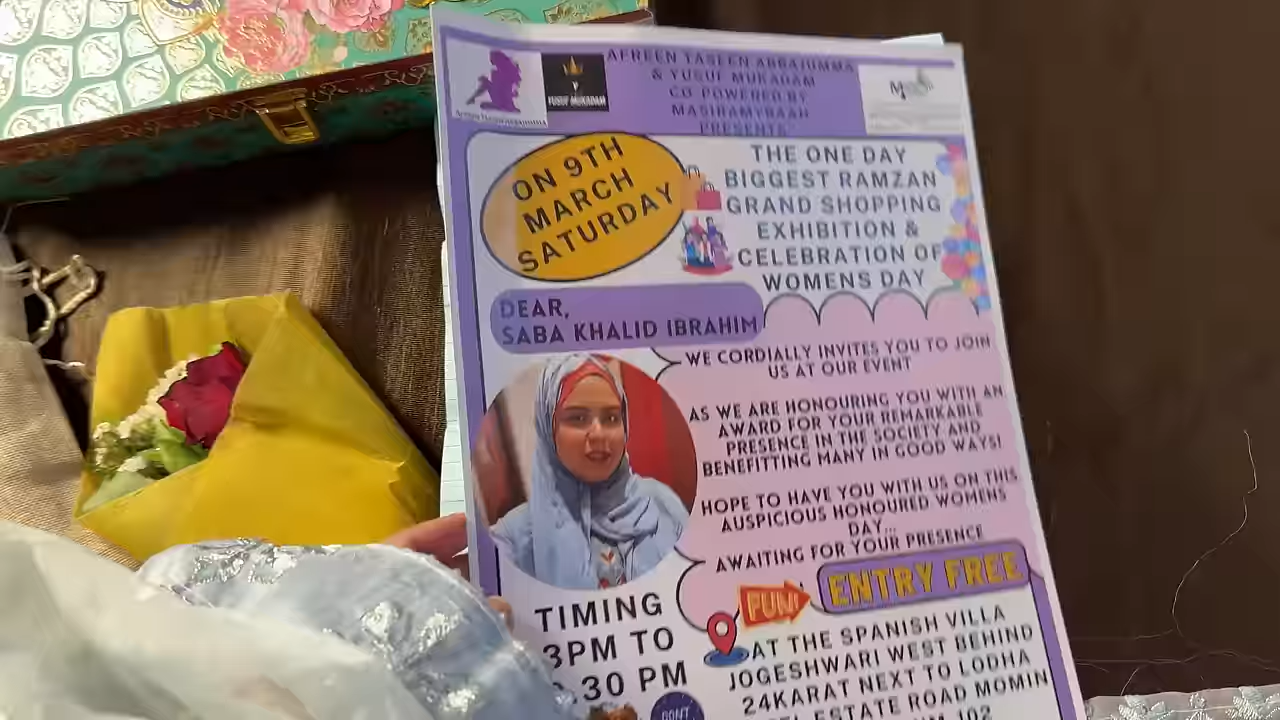 AFREEN TASEEN ABBAJUMMA
& YUSUF MUKADAM
CO-POWERED BY
MASHRAMYRAAH
PRESENTS
YUSUF MUKADAM
ON 9TH
MARCH
SATURDAY
THE ONE DAY
BIGGEST RAMZAN
GRAND SHOPPING
EXHIBITION &
CELEBRATION OF
WOMENS DAY
DEAR,
SABA KHALID IBRAHIM
WE CORDIALLY INVITES YOU TO JOIN
US AT OUR EVENT
AS WE ARE HONOURING YOU WITH AN
AWARD FOR YOUR REMARKABLE
PRESENCE IN THE SOCIETY AND
BENEFITTING MANY IN GOOD WAYS!
HOPE TO HAVE YOU WITH US ON THIS
AUSPICIOUS HONOURED WOMENS
DAY...
AWAITING FOR YOUR PRESENCE
FUN!
ENTRY FREE
TIMING
3PM TO
.30 PM
DONT
AT THE SPANISH VILLA
JOGESHWARI WEST BEHIND
24KARAT NEXT TO LODHA
ESTATE ROAD MOMIN
102